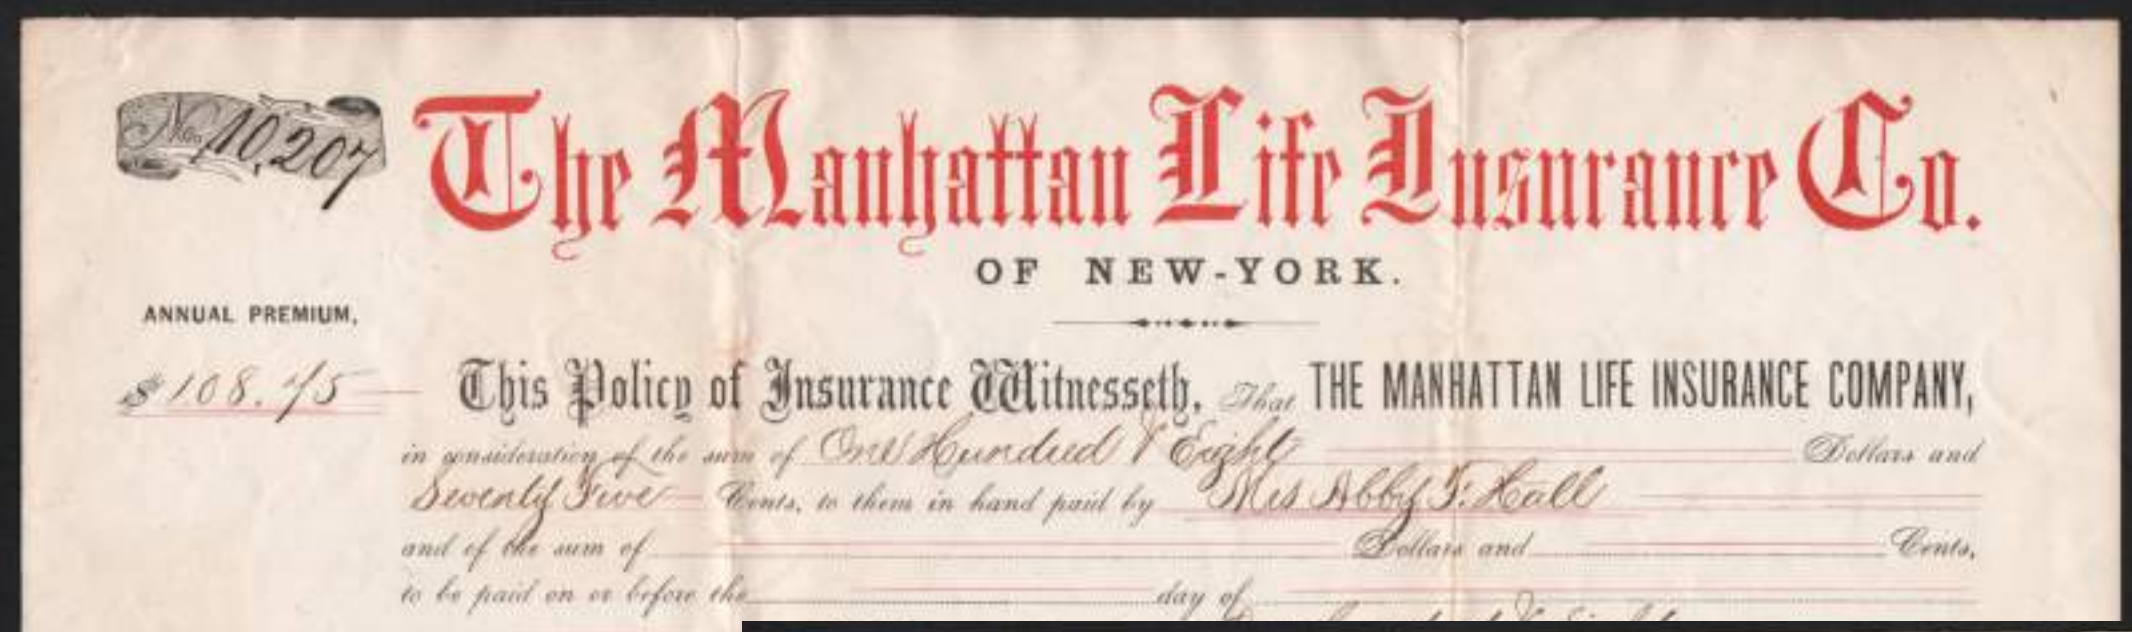 No. 10,207
The Manhattan Life Insurance Co.
OF NEW-YORK.
ANNUAL PREMIUM,
$108.75
This Policy of Insurance Witnesseth, That THE MANHATTAN LIFE INSURANCE COMPANY,
in consideration of the sum of One Hundred & Eight Dollars and
Seventy Five Cents, to them in hand paid by Mrs Abby F. Hall
and of the sum of Dollars and Cents,
to be paid on or before the day of